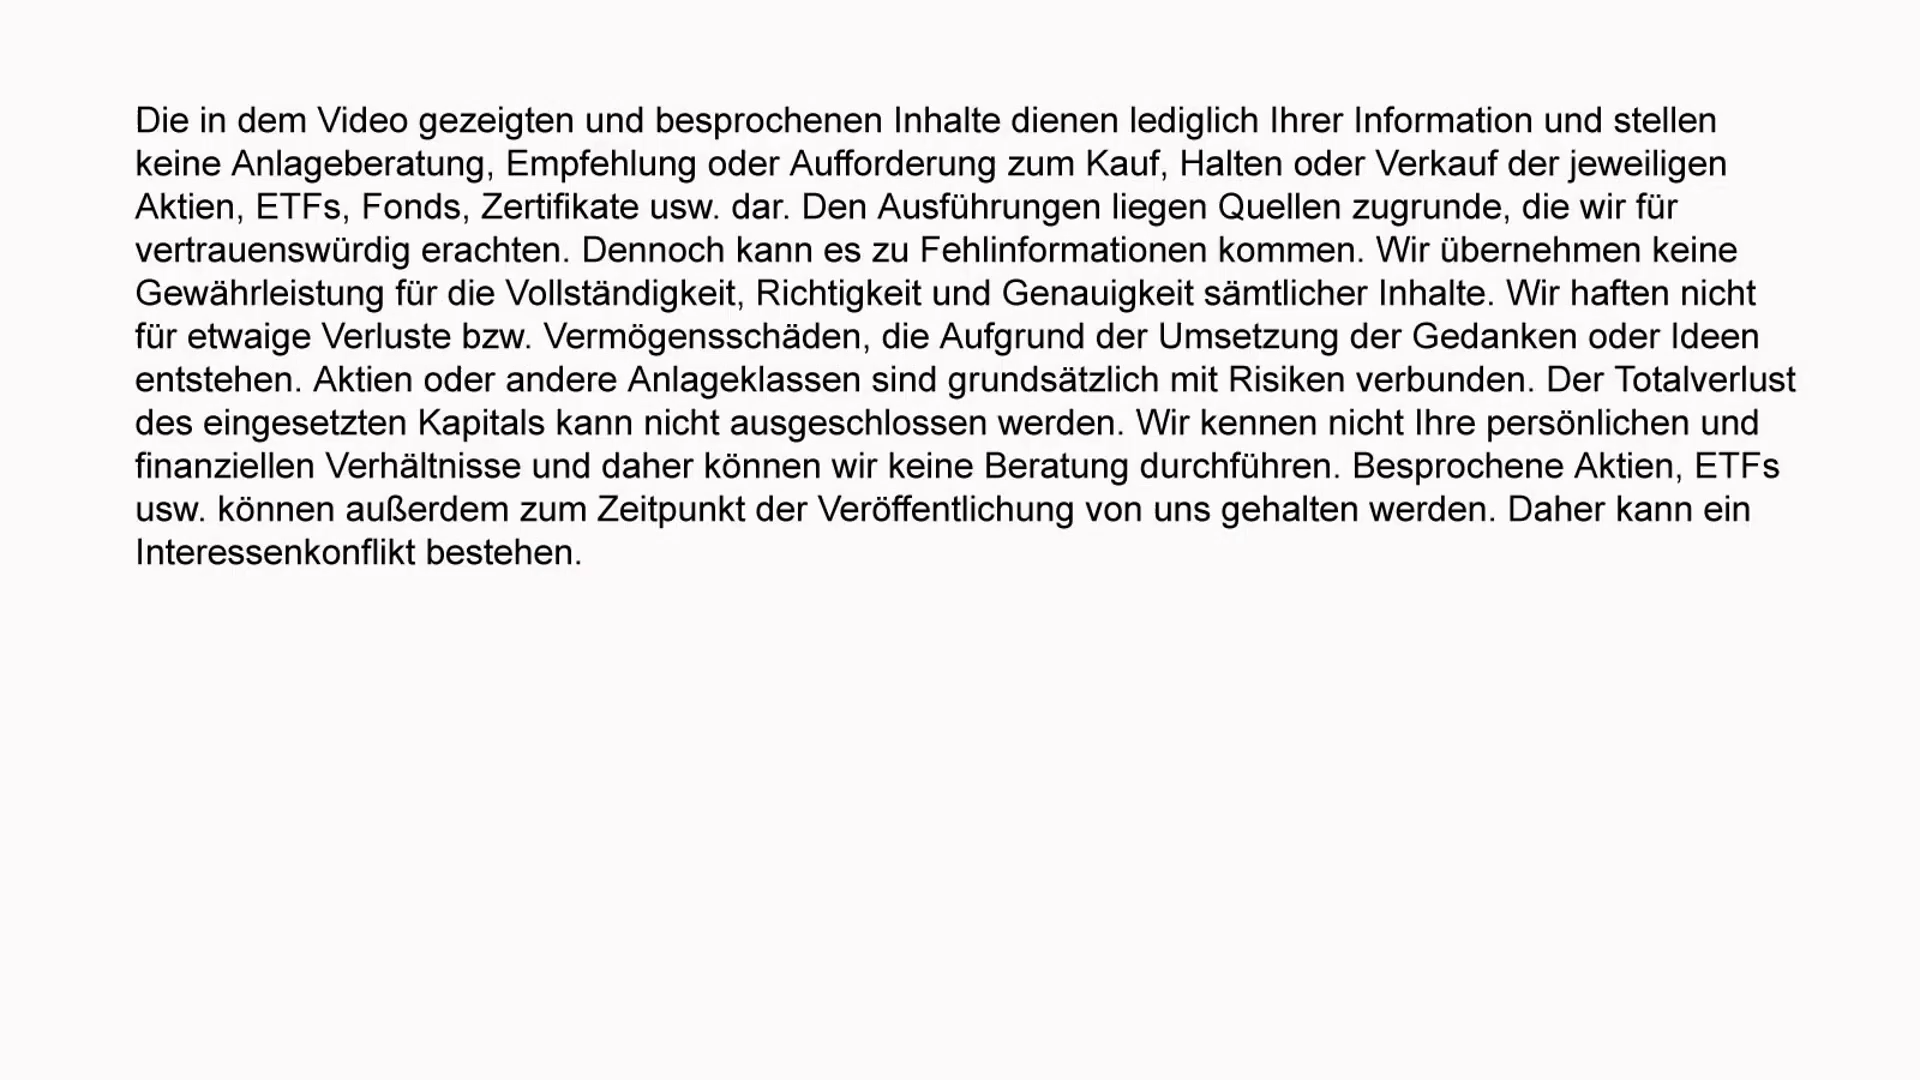 Die in dem Video gezeigten und besprochenen Inhalte dienen lediglich Ihrer Information und stellen
keine Anlageberatung, Empfehlung oder Aufforderung zum Kauf, Halten oder Verkauf der jeweiligen
Aktien, ETFs, Fonds, Zertifikate usw. dar. Den Ausführungen liegen Quellen zugrunde, die wir für
vertrauenswürdig erachten. Dennoch kann es zu Fehlinformationen kommen. Wir übernehmen keine
Gewährleistung für die Vollständigkeit, Richtigkeit und Genauigkeit sämtlicher Inhalte. Wir haften nicht
für etwaige Verluste bzw. Vermögensschäden, die Aufgrund der Umsetzung der Gedanken oder Ideen
entstehen. Aktien oder andere Anlageklassen sind grundsätzlich mit Risiken verbunden. Der Totalverlust
des eingesetzten Kapitals kann nicht ausgeschlossen werden. Wir kennen nicht Ihre persönlichen und
finanziellen Verhältnisse und daher können wir keine Beratung durchführen. Besprochene Aktien, ETFs
usw. können außerdem zum Zeitpunkt der Veröffentlichung von uns gehalten werden. Daher kann ein
Interessenkonflikt bestehen.